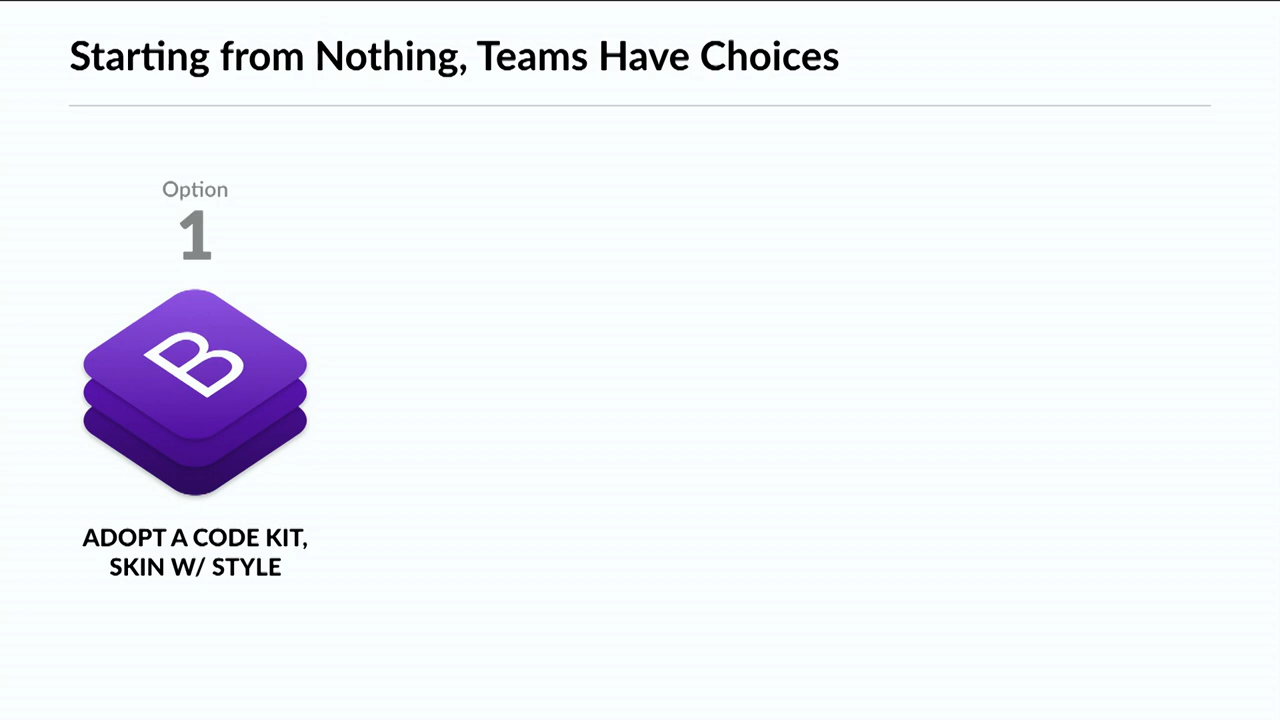 Starting from Nothing, Teams Have Choices
Option
1
B
ADOPT A CODE KIT,
SKIN W/ STYLE